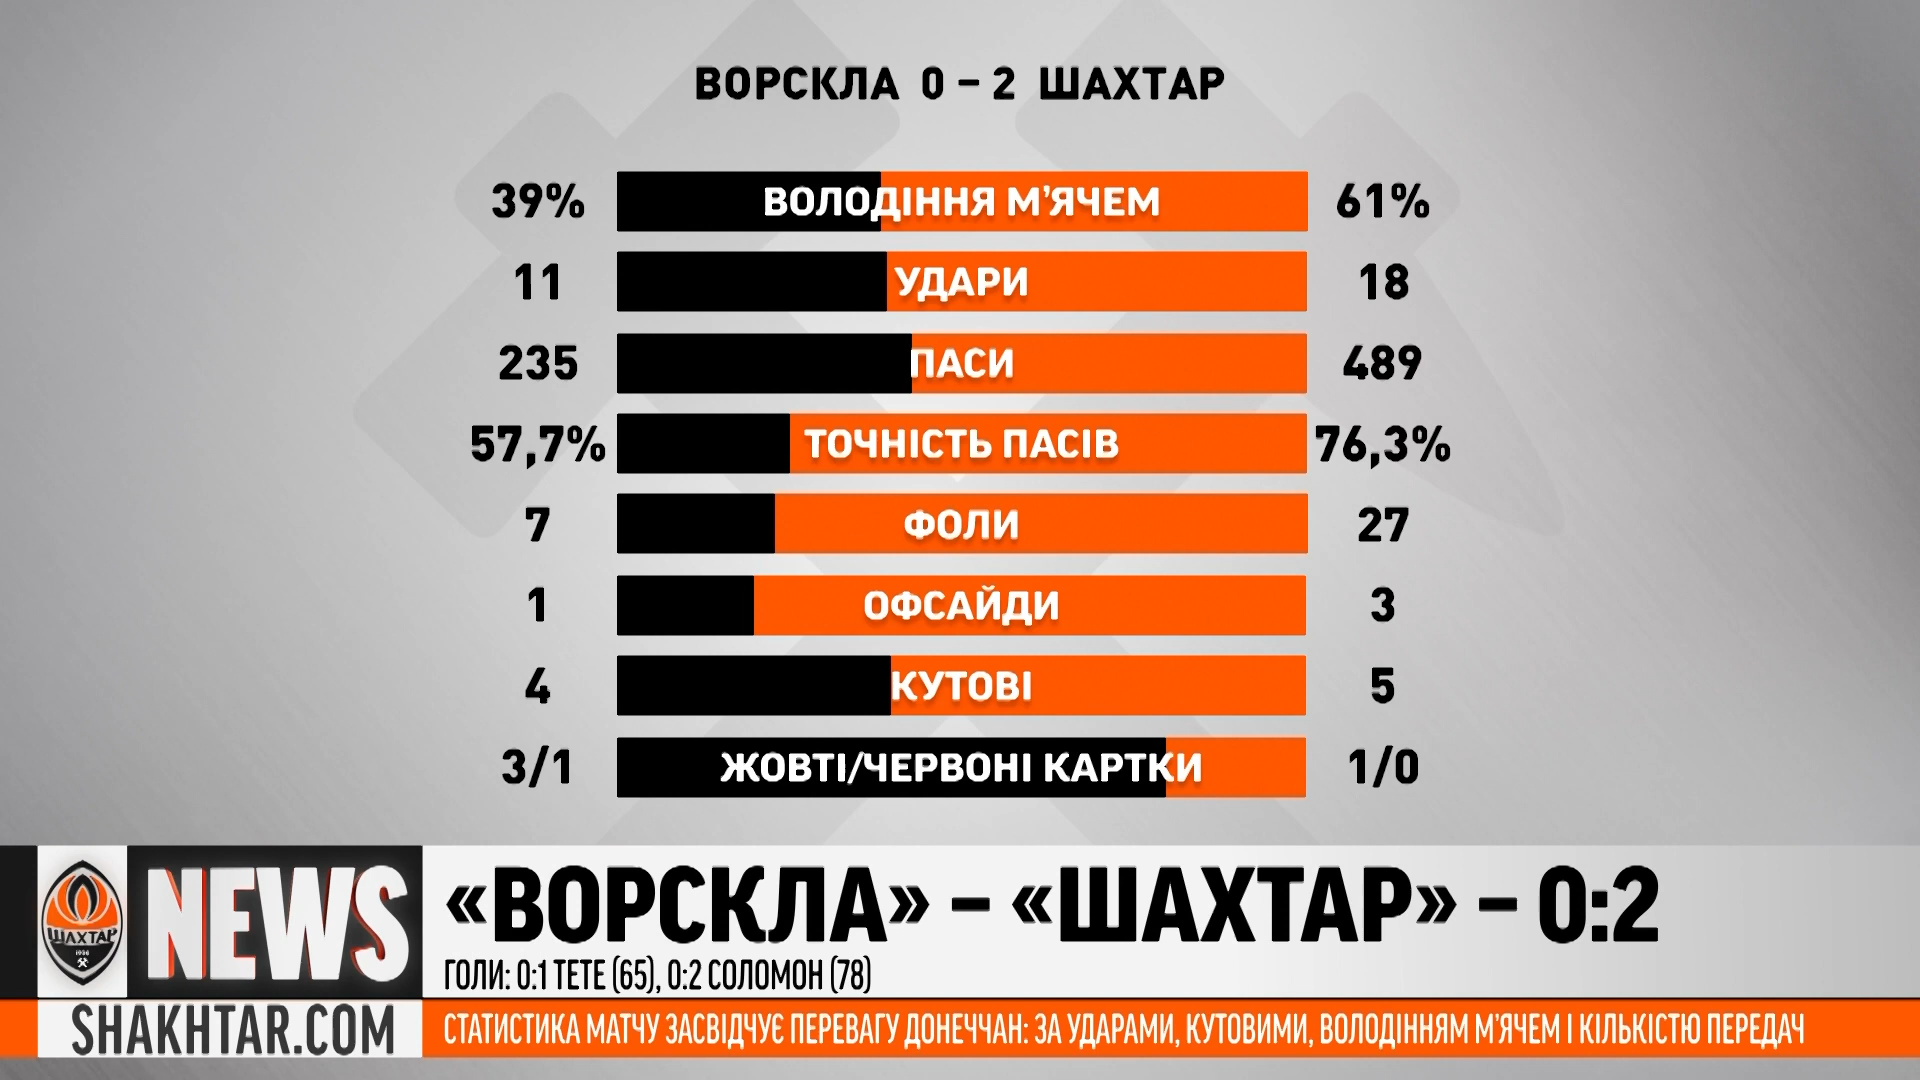 ВОРСКЛА 0 – 2 ШАХТАР
39% ВОЛОДІННЯ М'ЯЧЕМ 61%
11 УДАРИ 18
235 ПАСИ 489
57,7% ТОЧНІСТЬ ПАСІВ 76,3%
7 ФОЛИ 27
1 ОФСАЙДИ 3
4 КУТОВІ 5
3/1 ЖОВТІ/ЧЕРВОНІ КАРТКИ 1/0
ШАХТАР
1936
NEWS
«ВОРСКЛА» – «ШАХТАР» – 0:2
ГОЛИ: 0:1 ТЕТЕ (65), 0:2 СОЛОМОН (78)
SHAKHTAR.COM
СТАТИСТИКА МАТЧУ ЗАСВІДЧУЄ ПЕРЕВАГУ ДОНЕЧЧАН: ЗА УДАРАМИ, КУТОВИМИ, ВОЛОДІННЯМ М'ЯЧЕМ І КІЛЬКІСТЮ ПЕРЕДАЧ